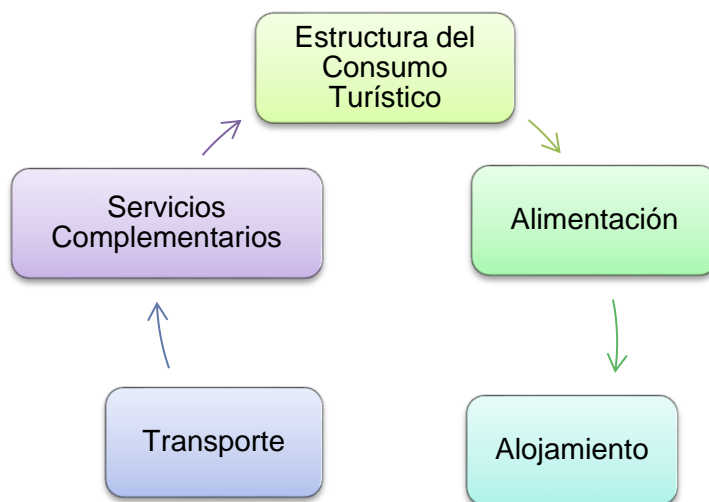 Estructura del
Consumo
Turístico
Servicios
Complementarios
Alimentación
Transporte
Alojamiento